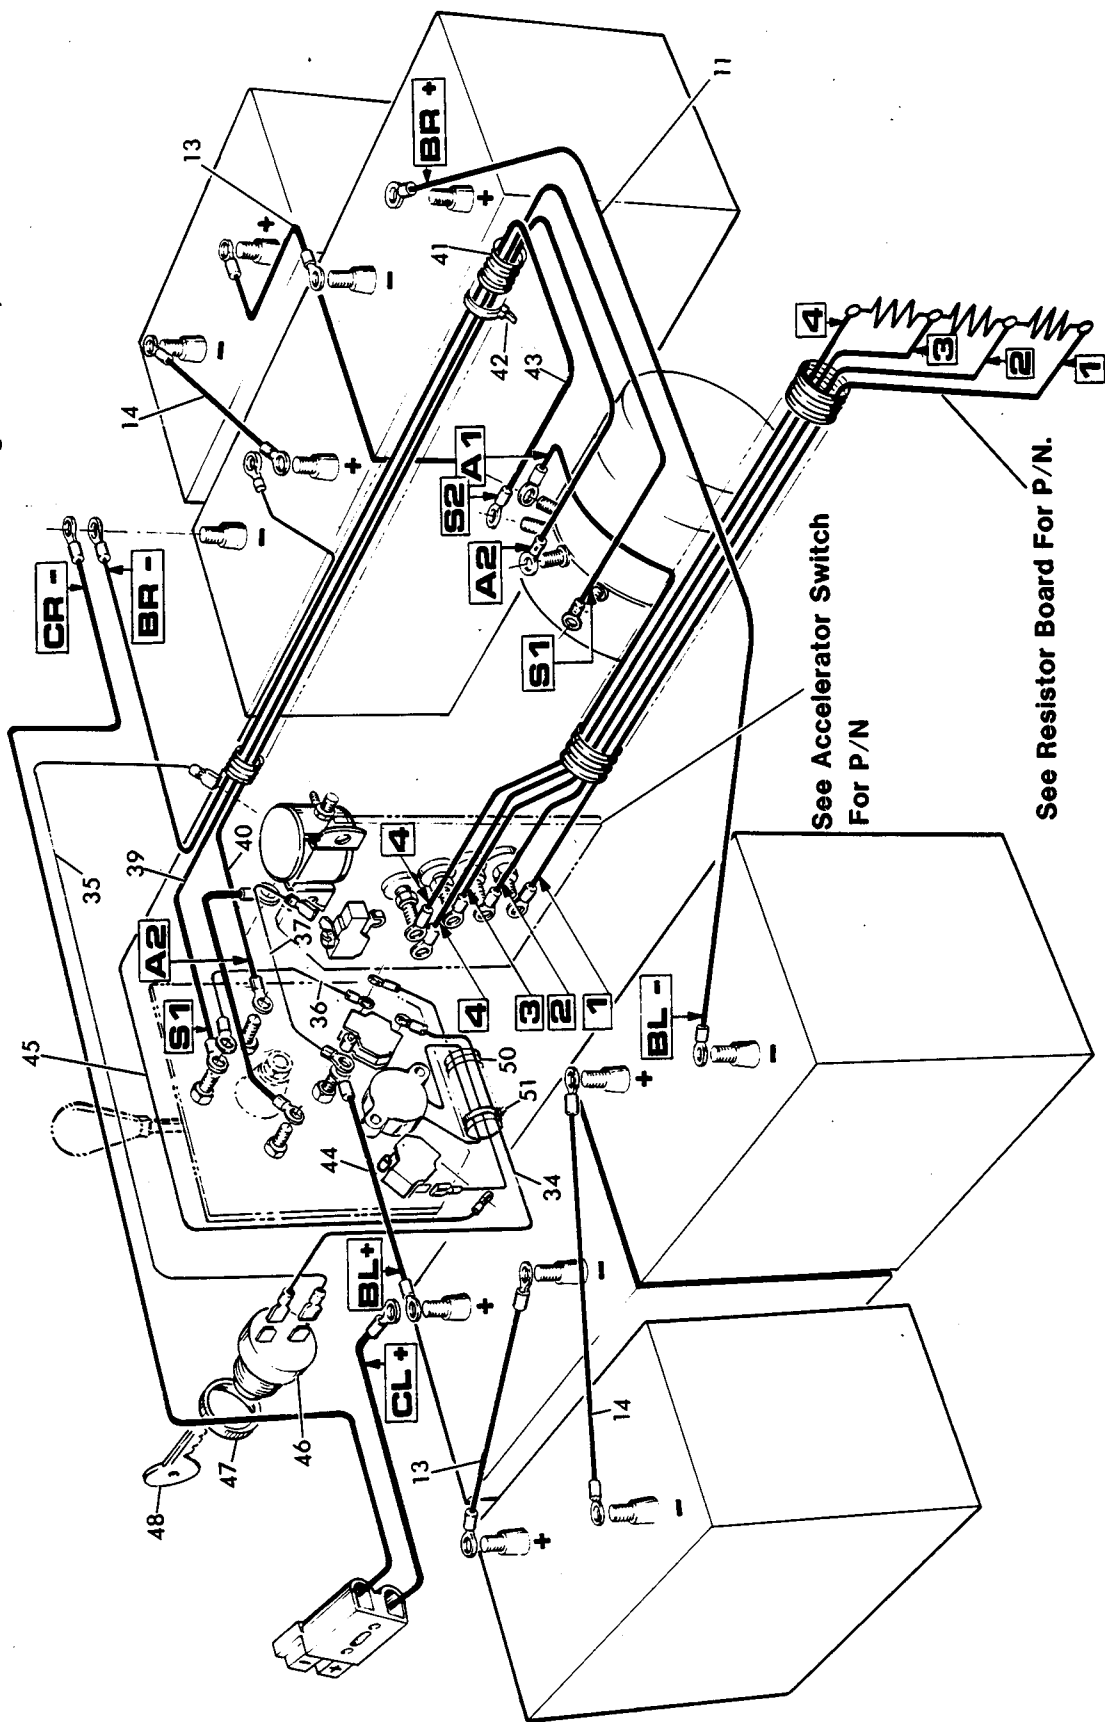 11
13
BR +
+
+
-
41
-
14
42
43
+
4
3
2
1
CR -
BR -
-
S2
A1
A2
S1
See Accelerator Switch
For P/N
See Resistor Board For P/N.
35
39
40
A2
37
36
S1
45
4
4
3
2
1
50
51
44
34
BL -
-
+
BL+
+
-
CL +
46
47
48
13
14
+
-
-
+